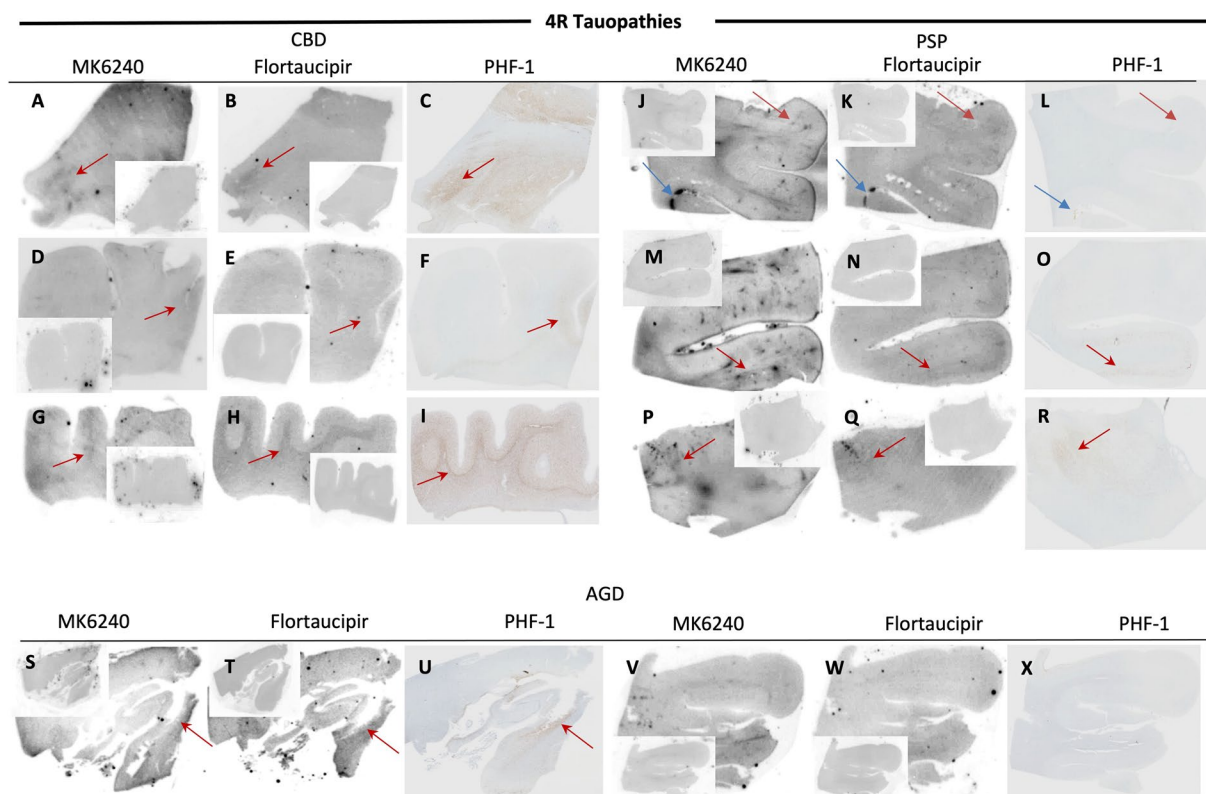 4R Tauopathies
CBD
PSP
MK6240 Flortaucipir PHF-1 MK6240 Flortaucipir PHF-1
A B C J K L
D E F M N O
G H I P Q R
AGD
MK6240 Flortaucipir PHF-1 MK6240 Flortaucipir PHF-1
S T U V W X